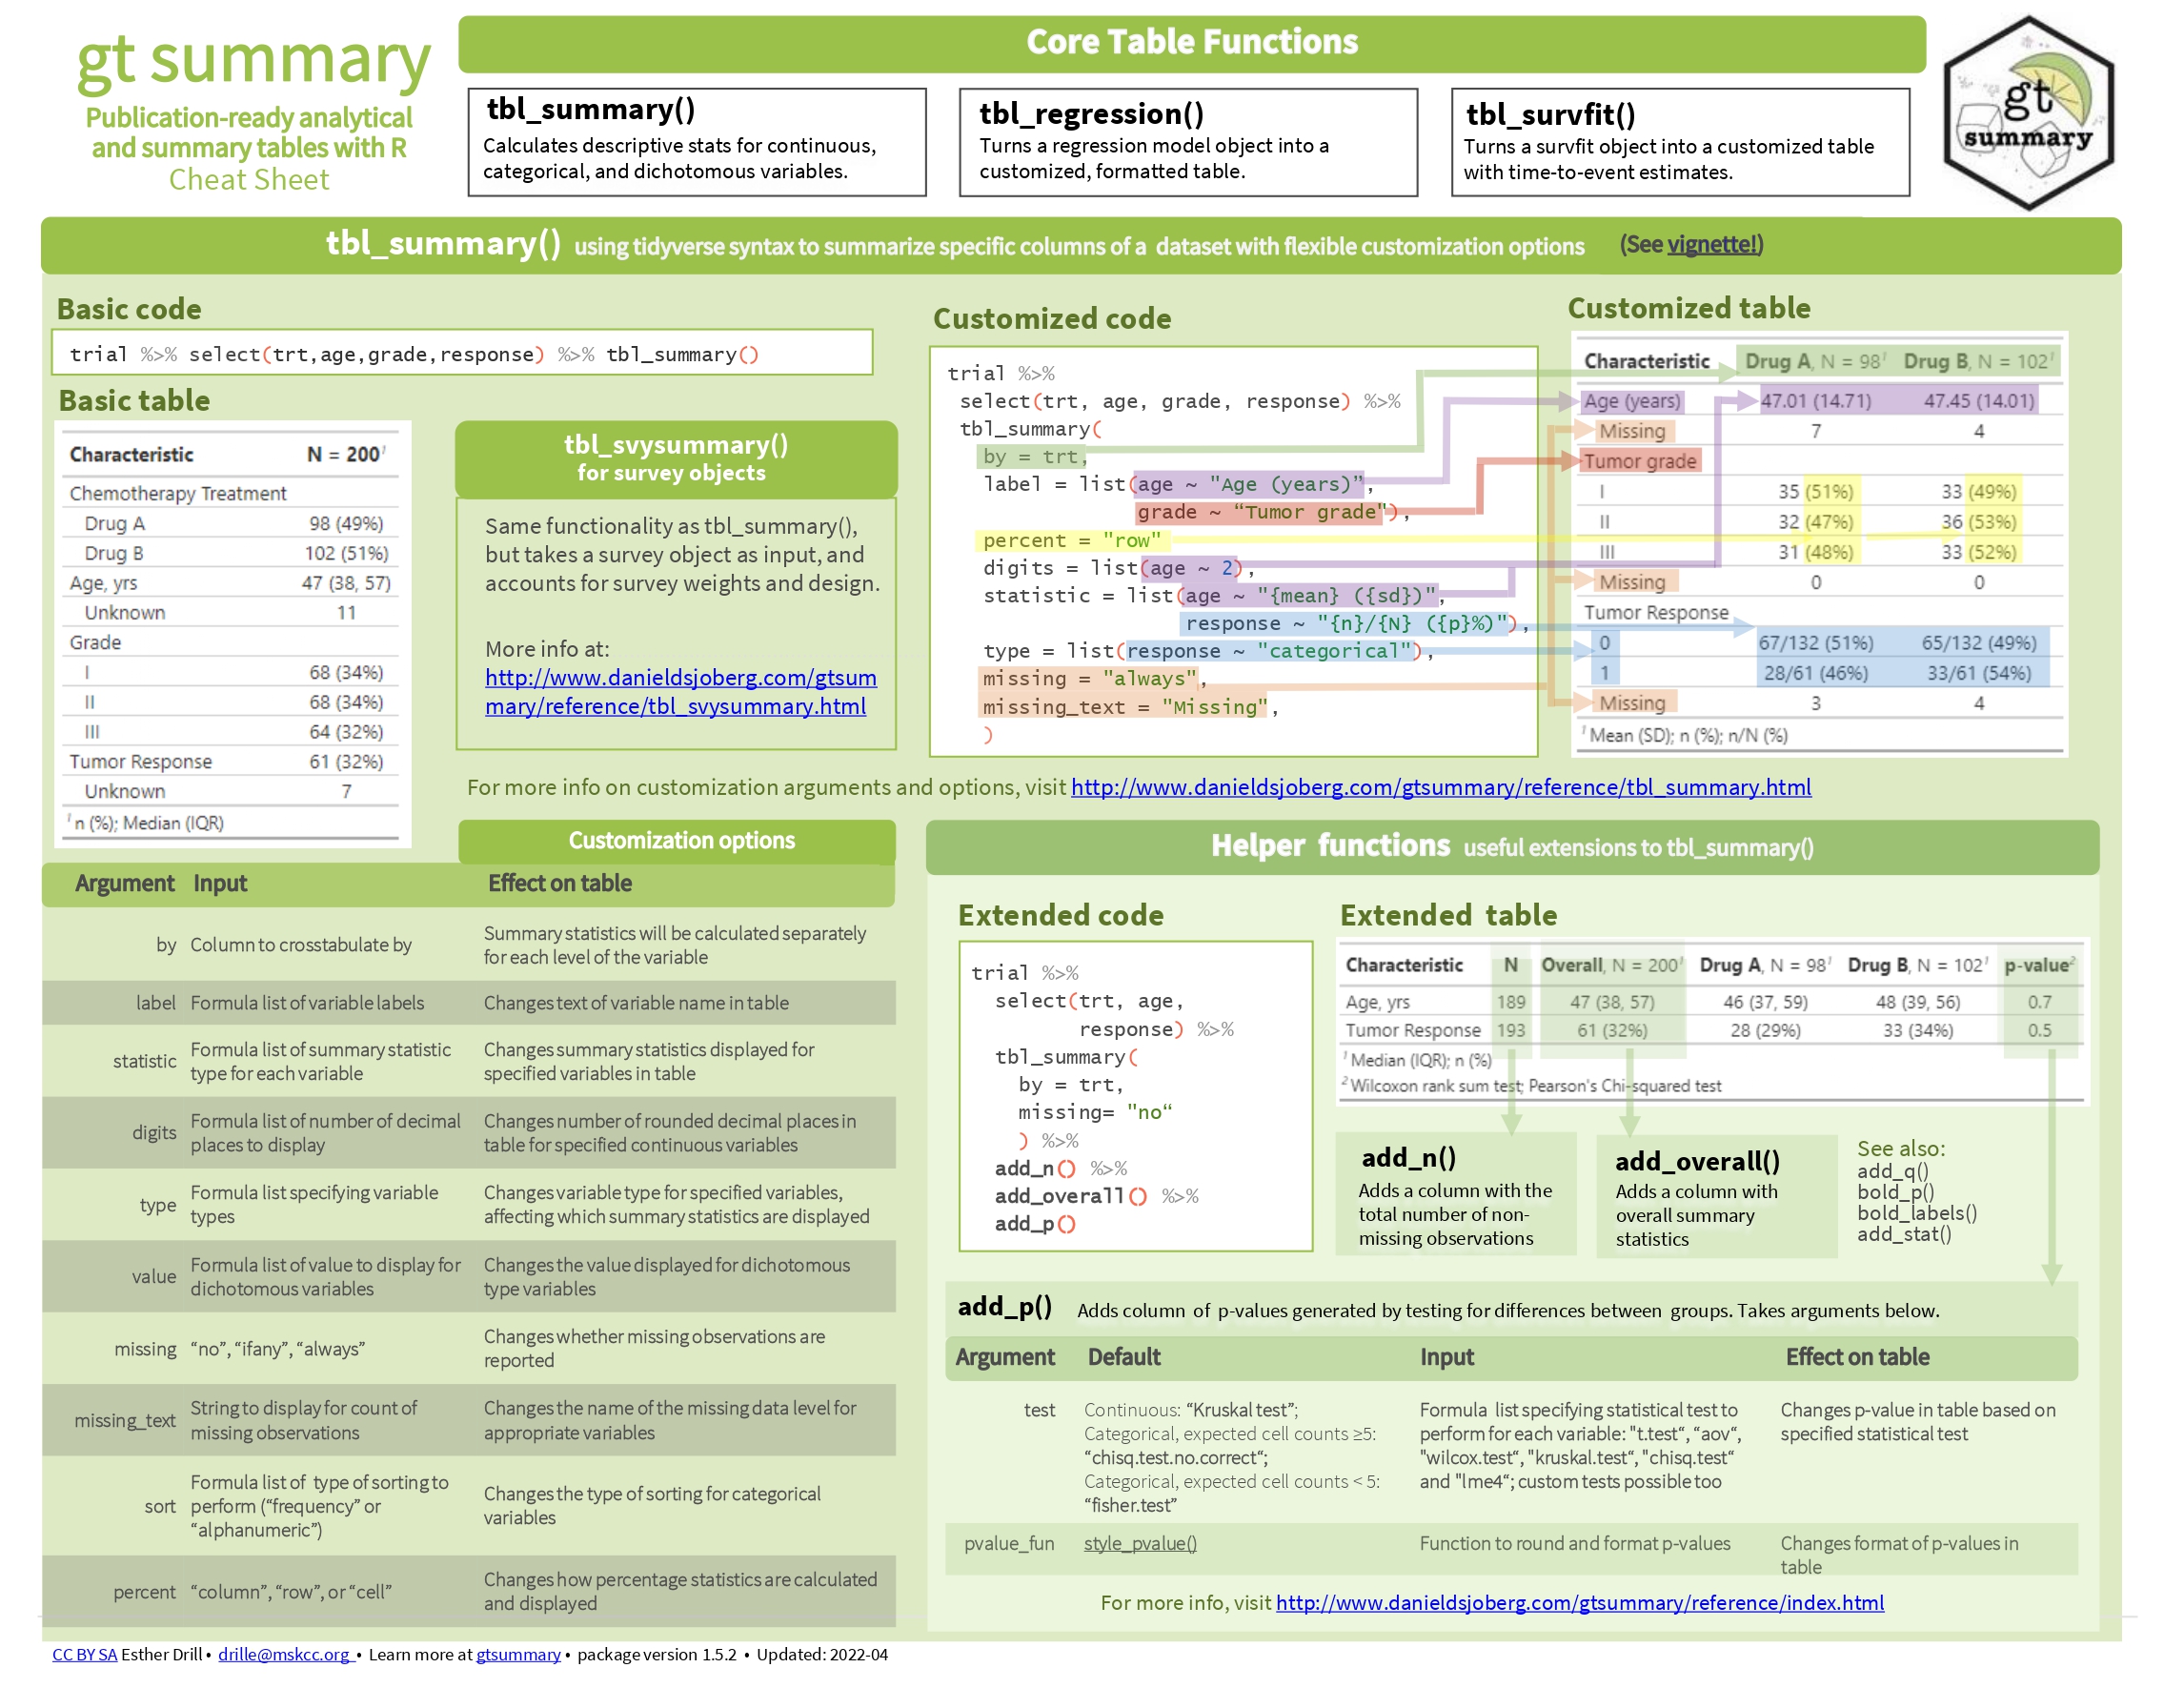 gt summary
Publication-ready analytical
and summary tables with R
Cheat Sheet
Core Table Functions
tbl_summary()
Calculates descriptive stats for continuous,
categorical, and dichotomous variables.
tbl_regression()
Turns a regression model object into a
customized, formatted table.
tbl_survfit()
Turns a survfit object into a customized table
with time-to-event estimates.
gt
summary
tbl_summary() using tidyverse syntax to summarize specific columns of a dataset with flexible customization options (See vignette!)
Basic code
trial %>% select(trt,age,grade,response) %>% tbl_summary()
Basic table
Characteristic N = 200¹
Chemotherapy Treatment
Drug A 98 (49%)
Drug B 102 (51%)
Age, yrs 47 (38, 57)
Unknown 11
Grade
I 68 (34%)
II 68 (34%)
III 64 (32%)
Tumor Response 61 (32%)
Unknown 7
¹ n (%); Median (IQR)
tbl_svysummary()
for survey objects
Same functionality as tbl_summary(),
but takes a survey object as input, and
accounts for survey weights and design.
More info at:
http://www.danieldsjoberg.com/gtsum
mary/reference/tbl_svysummary.html
Customized code
trial %>%
select(trt, age, grade, response) %>%
tbl_summary(
by = trt,
label = list(age ~ "Age (years)”,
grade ~ “Tumor grade"),
percent = "row"
digits = list(age ~ 2),
statistic = list(age ~ "{mean} ({sd})",
response ~ "{n}/{N} ({p}%)"),
type = list(response ~ "categorical"),
missing = "always",
missing_text = "Missing",
)
Customized table
Characteristic Drug A, N = 98¹ Drug B, N = 102¹
Age (years) 47.01 (14.71) 47.45 (14.01)
Missing 7 4
Tumor grade
I 35 (51%) 33 (49%)
II 32 (47%) 36 (53%)
III 31 (48%) 33 (52%)
Missing 0 0
Tumor Response
0 67/132 (51%) 65/132 (49%)
1 28/61 (46%) 33/61 (54%)
Missing 3 4
¹ Mean (SD); n (%); n/N (%)
For more info on customization arguments and options, visit http://www.danieldsjoberg.com/gtsummary/reference/tbl_summary.html
Customization options
Argument Input Effect on table
by Column to crosstabulate by Summary statistics will be calculated separately
for each level of the variable
label Formula list of variable labels Changes text of variable name in table
statistic Formula list of summary statistic
type for each variable
Changes summary statistics displayed for
specified variables in table
digits Formula list of number of decimal
places to display
Changes number of rounded decimal places in
table for specified continuous variables
type Formula list specifying variable
types
Changes variable type for specified variables,
affecting which summary statistics are displayed
value Formula list of value to display for
dichotomous variables
Changes the value displayed for dichotomous
type variables
missing “no”, “ifany”, “always”
Changes whether missing observations are
reported
missing_text String to display for count of
missing observations
Changes the name of the missing data level for
appropriate variables
sort Formula list of type of sorting to
perform (“frequency” or
“alphanumeric”)
Changes the type of sorting for categorical
variables
percent “column”, “row”, or “cell”
Changes how percentage statistics are calculated
and displayed
Helper functions useful extensions to tbl_summary()
Extended code
trial %>%
select(trt, age,
response) %>%
tbl_summary(
by = trt,
missing= "no“
) %>%
add_n() %>%
add_overall() %>%
add_p()
Extended table
Characteristic N Overall, N = 200¹ Drug A, N = 98¹ Drug B, N = 102¹ p-value²
Age, yrs 189 47 (38, 57) 46 (37, 59) 48 (39, 56) 0.7
Tumor Response 193 61 (32%) 28 (29%) 33 (34%) 0.5
¹ Median (IQR); n (%)
² Wilcoxon rank sum test; Pearson's Chi-squared test
add_n()
Adds a column with the
total number of non-
missing observations
add_overall()
Adds a column with
overall summary
statistics
See also:
add_q()
bold_p()
bold_labels()
add_stat()
add_p() Adds column of p-values generated by testing for differences between groups. Takes arguments below.
Argument Default Input Effect on table
test
Continuous: “Kruskal test”;
Categorical, expected cell counts ≥5:
“chisq.test.no.correct“;
Categorical, expected cell counts < 5:
“fisher.test”
Formula list specifying statistical test to
perform for each variable: "t.test“, “aov“,
"wilcox.test“, "kruskal.test“, "chisq.test“
and "lme4“; custom tests possible too
Changes p-value in table based on
specified statistical test
pvalue_fun style_pvalue() Function to round and format p-values Changes format of p-values in
table
For more info, visit http://www.danieldsjoberg.com/gtsummary/reference/index.html
CC BY SA Esther Drill • drille@mskcc.org • Learn more at gtsummary • package version 1.5.2 • Updated: 2022-04